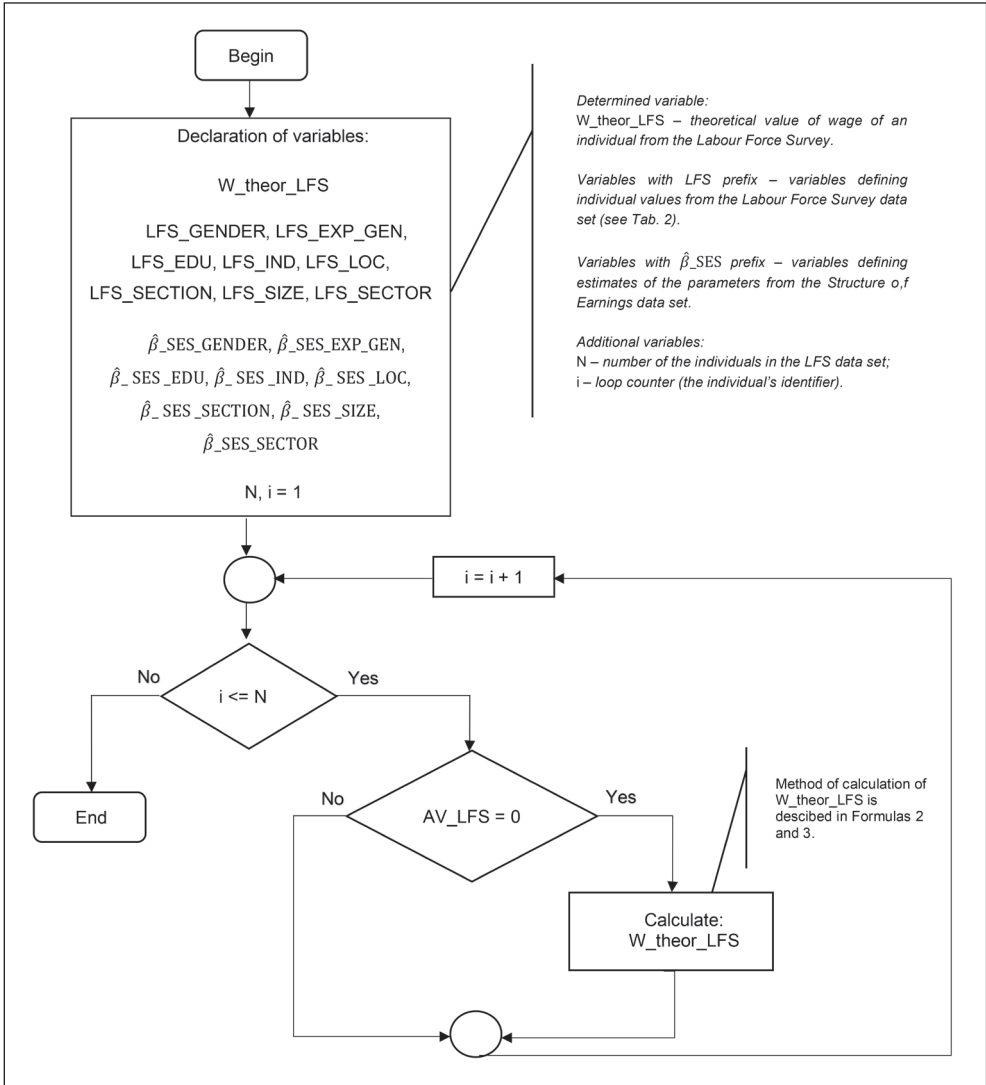 Begin
Declaration of variables:
W_theor_LFS
LFS_GENDER, LFS_EXP_GEN,
LFS_EDU, LFS_IND, LFS_LOC,
LFS_SECTION, LFS_SIZE, LFS_SECTOR
β̂_SES_GENDER, β̂_SES_EXP_GEN,
β̂_ SES _EDU, β̂_ SES _IND, β̂_ SES _LOC,
β̂_ SES _SECTION, β̂_ SES _SIZE,
β̂_SES_SECTOR
N, i = 1
Determined variable:
W_theor_LFS – theoretical value of wage of an
individual from the Labour Force Survey.
Variables with LFS prefix – variables defining
individual values from the Labour Force Survey data
set (see Tab. 2).
Variables with β̂_SES prefix – variables defining
estimates of the parameters from the Structure o,f
Earnings data set.
Additional variables:
N – number of the individuals in the LFS data set;
i – loop counter (the individual's identifier).
i = i + 1
No
i <= N
Yes
End
No
AV_LFS = 0
Yes
Method of calculation of
W_theor_LFS is
descibed in Formulas 2
and 3.
Calculate:
W_theor_LFS